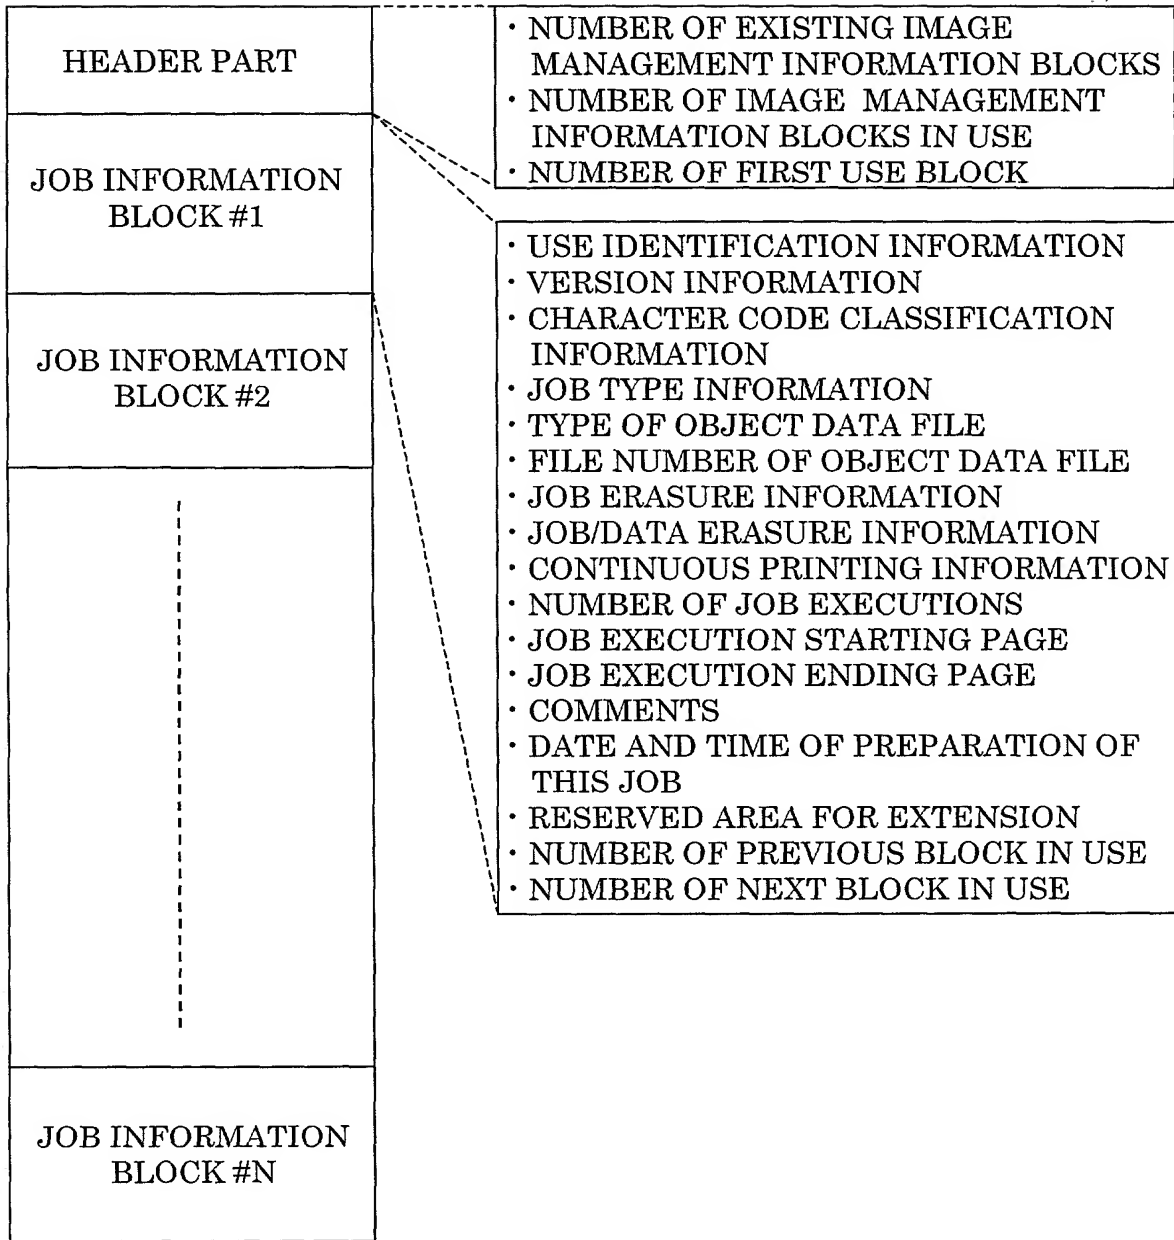 HEADER PART
JOB INFORMATION
BLOCK #1
JOB INFORMATION
BLOCK #2
JOB INFORMATION
BLOCK #N
· NUMBER OF EXISTING IMAGE
MANAGEMENT INFORMATION BLOCKS
· NUMBER OF IMAGE MANAGEMENT
INFORMATION BLOCKS IN USE
· NUMBER OF FIRST USE BLOCK
· USE IDENTIFICATION INFORMATION
· VERSION INFORMATION
· CHARACTER CODE CLASSIFICATION
INFORMATION
· JOB TYPE INFORMATION
· TYPE OF OBJECT DATA FILE
· FILE NUMBER OF OBJECT DATA FILE
· JOB ERASURE INFORMATION
· JOB/DATA ERASURE INFORMATION
· CONTINUOUS PRINTING INFORMATION
· NUMBER OF JOB EXECUTIONS
· JOB EXECUTION STARTING PAGE
· JOB EXECUTION ENDING PAGE
· COMMENTS
· DATE AND TIME OF PREPARATION OF
THIS JOB
· RESERVED AREA FOR EXTENSION
· NUMBER OF PREVIOUS BLOCK IN USE
· NUMBER OF NEXT BLOCK IN USE